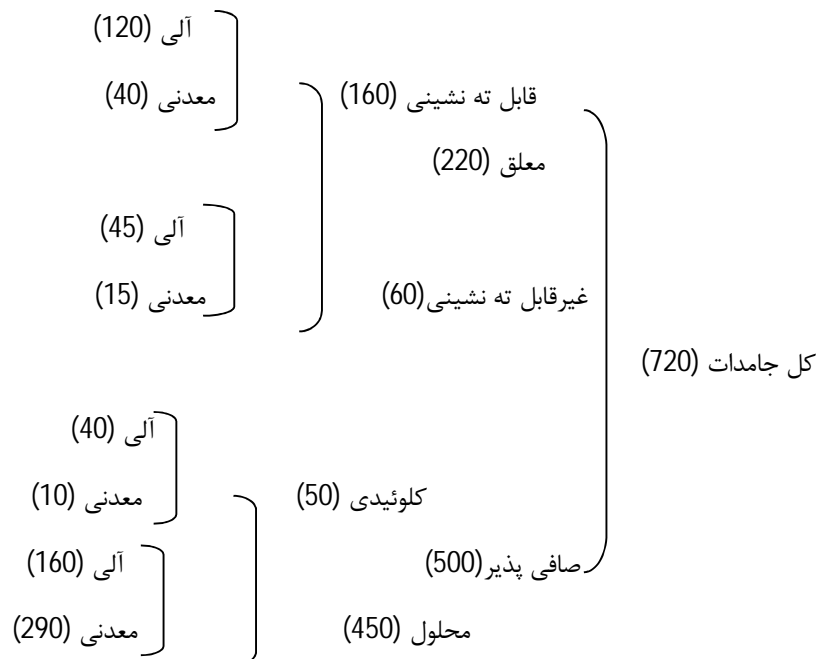 آلی (120)
معدنی (40)
قابل ته نشینی (160)
معلق (220)
آلی (45)
معدنی (15)
غیرقابل ته نشینی(60)
کل جامدات (720)
آلی (40)
معدنی (10)
کلوئیدی (50)
آلی (160)
صافی پذیر(500)
معدنی (290)
محلول (450)